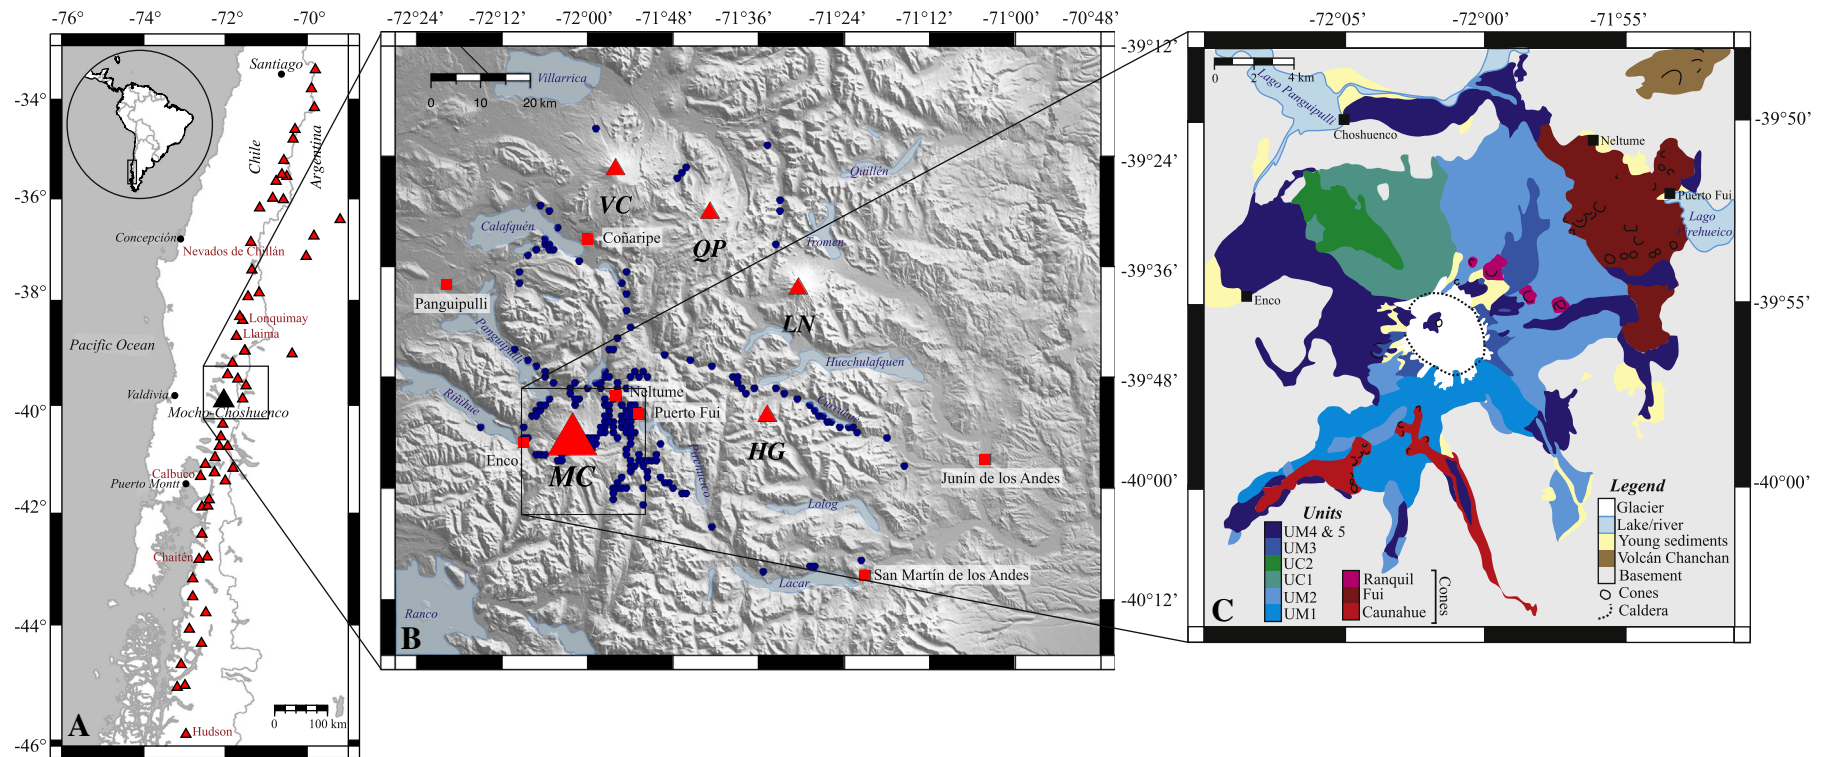 -76°
-74°
-72°
-70°
-34°
-36°
-38°
-40°
-42°
-44°
-46°
Santiago
Chile
Argentina
Concepción
Nevados de Chillán
Lonquimay
Llaima
Pacific Ocean
Valdivia
Mocho-Choshuenco
Calbuco
Puerto Montt
Chaitén
Hudson
0 100 km
A
-72°24'
-72°12'
-72°00'
-71°48'
-71°36'
-71°24'
-71°12'
-71°00'
-70°48'
-39°12'
-39°24'
-39°36'
-39°48'
-40°00'
-40°12'
Villarrica
0 10 20 km
Quillén
VC
Calafquén
Coñaripe
QP
Tromen
Panguipulli
LN
Panguipulli
Huechulafquen
Riñihue
Neltume
Puerto Fui
Curruhue
Enco
MC
HG
Pirehueico
Junín de los Andes
Lolog
San Martín de los Andes
Lacar
Ranco
B
-72°05'
-72°00'
-71°55'
-39°50'
-39°55'
-40°00'
0 2 4 km
Lago Panguipulli
Choshuenco
Neltume
Puerto Fui
Lago
Pirehueico
Enco
Units
UM4 & 5
UM3
UC2
UC1
UM2
UM1
Ranquil
Fui
Caunahue
Cones
Legend
Glacier
Lake/river
Young sediments
Volcán Chanchan
Basement
Cones
Caldera
C